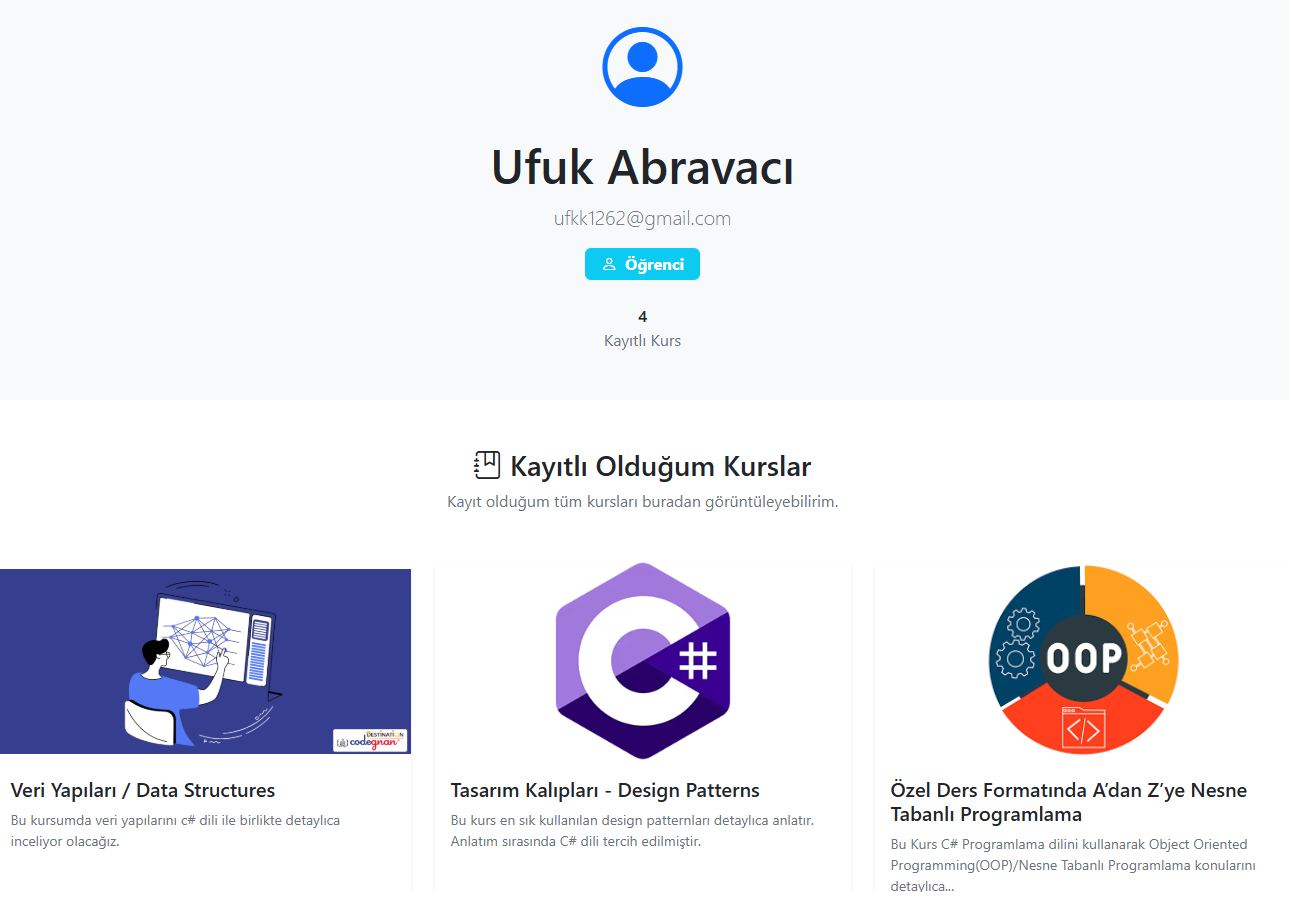 Ufuk Abravacı
ufkk1262@gmail.com
Öğrenci
4
Kayıtlı Kurs
Kayıtlı Olduğum Kurslar
Kayıt olduğum tüm kursları buradan görüntüleyebilirim.
DESTINATION
codegnan
Veri Yapıları / Data Structures
Bu kursumda veri yapılarını c# dili ile birlikte detaylıca
inceliyor olacağız.
C#
Tasarım Kalıpları - Design Patterns
Bu kurs en sık kullanılan design patternları detaylıca anlatır.
Anlatım sırasında C# dili tercih edilmiştir.
OOP
</>
Özel Ders Formatında A’dan Z’ye Nesne
Tabanlı Programlama
Bu Kurs C# Programlama dilini kullanarak Object Oriented
Programming(OOP)/Nesne Tabanlı Programlama konularını
detaylıca...